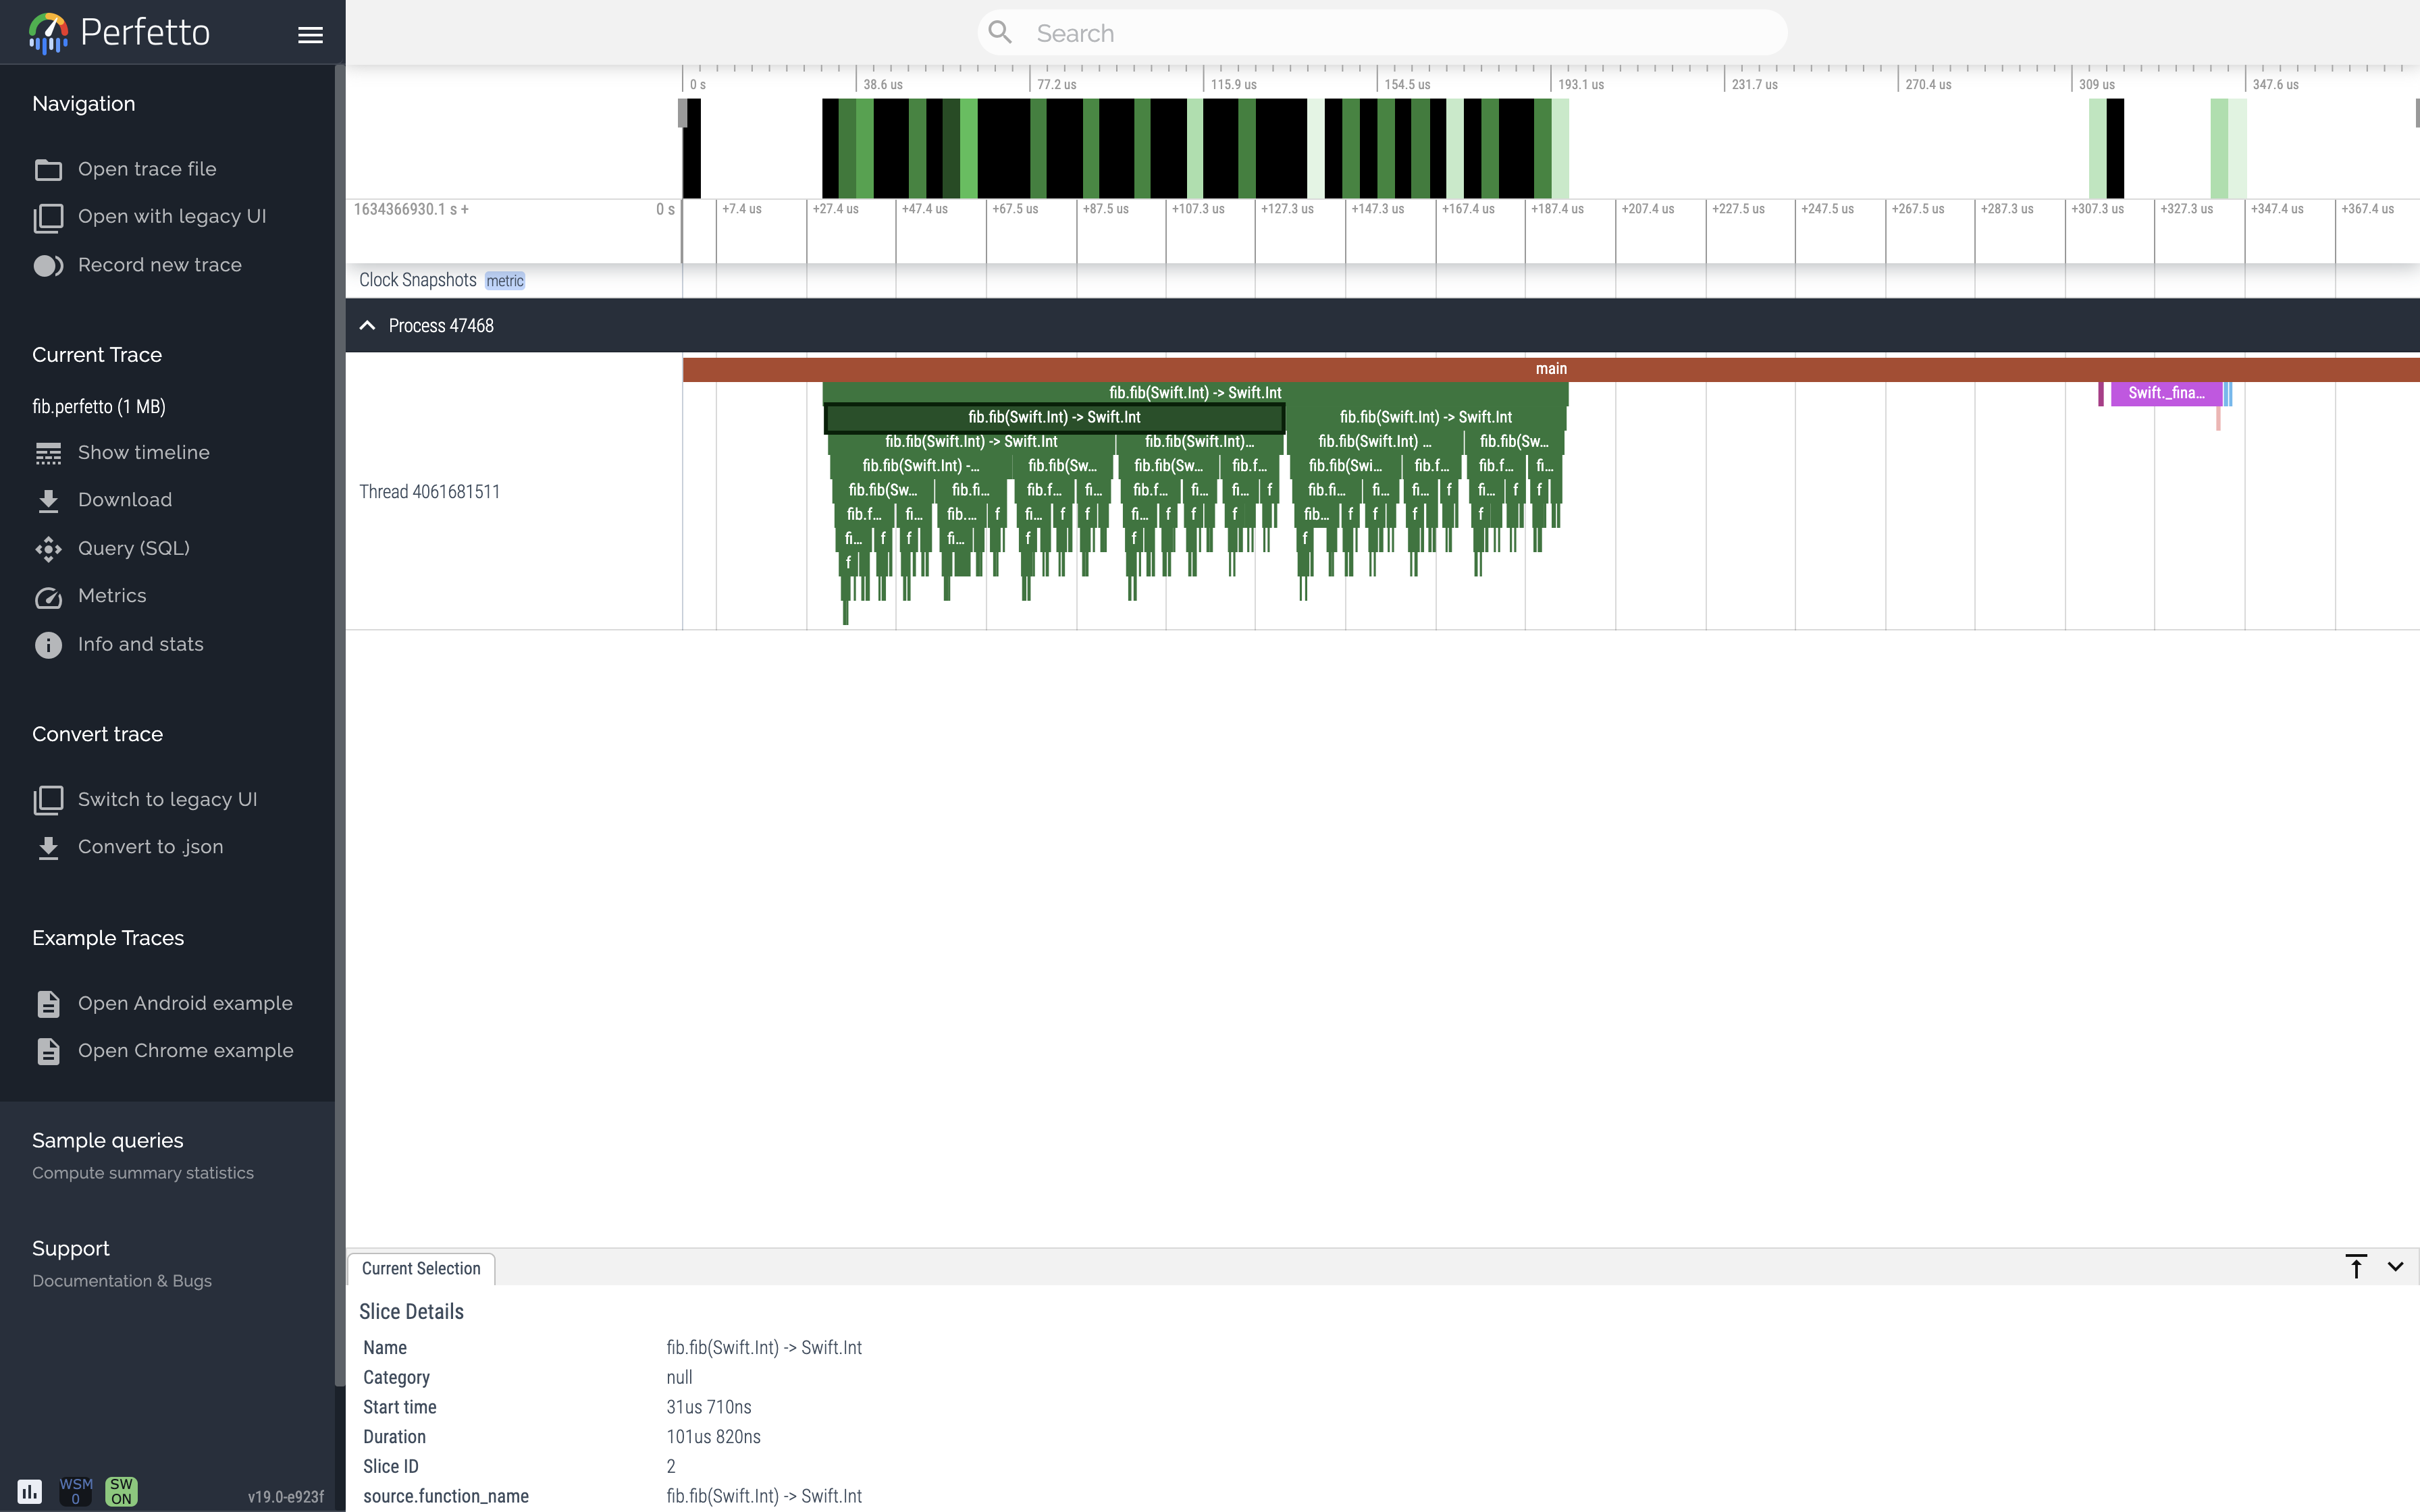 Perfetto
Search
Navigation
Open trace file
Open with legacy UI
Record new trace
Current Trace
fib.perfetto (1 MB)
Show timeline
Download
Query (SQL)
Metrics
Info and stats
Convert trace
Switch to legacy UI
Convert to .json
Example Traces
Open Android example
Open Chrome example
Sample queries
Compute summary statistics
Support
Documentation & Bugs
WSM 0
SW ON
v19.0-e923f
0 s 38.6 us 77.2 us 115.9 us 154.5 us 193.1 us 231.7 us 270.4 us 309 us 347.6 us
1634366930.1 s + 0 s +7.4 us +27.4 us +47.4 us +67.5 us +87.5 us +107.3 us +127.3 us +147.3 us +167.4 us +187.4 us +207.4 us +227.5 us +247.5 us +267.5 us +287.3 us +307.3 us +327.3 us +347.4 us +367.4 us
Clock Snapshots metric
Process 47468
Thread 4061681511
main
fib.fib(Swift.Int) -> Swift.Int Swift._fina...
fib.fib(Swift.Int) -> Swift.Int fib.fib(Swift.Int) -> Swift.Int
fib.fib(Swift.Int) -> Swift.Int fib.fib(Swift.Int)... fib.fib(Swift.Int) ... fib.fib(Sw...
fib.fib(Swift.Int) -... fib.fib(Sw... fib.fib(Sw... fib.f... fib.fib(Swi... fib.f... fib.f... fi...
fib.fib(Sw... fib.fi... fib.f... fi... fib.f... fi... fi... f fib.fi... fi... fi... f fi... f f
fib.f... fi... fib.... f fi... f f fi... f f f fib... f f f f
fi... f f fi... f f f
f
Current Selection
Slice Details
Name fib.fib(Swift.Int) -> Swift.Int
Category null
Start time 31us 710ns
Duration 101us 820ns
Slice ID 2
source.function_name fib.fib(Swift.Int) -> Swift.Int